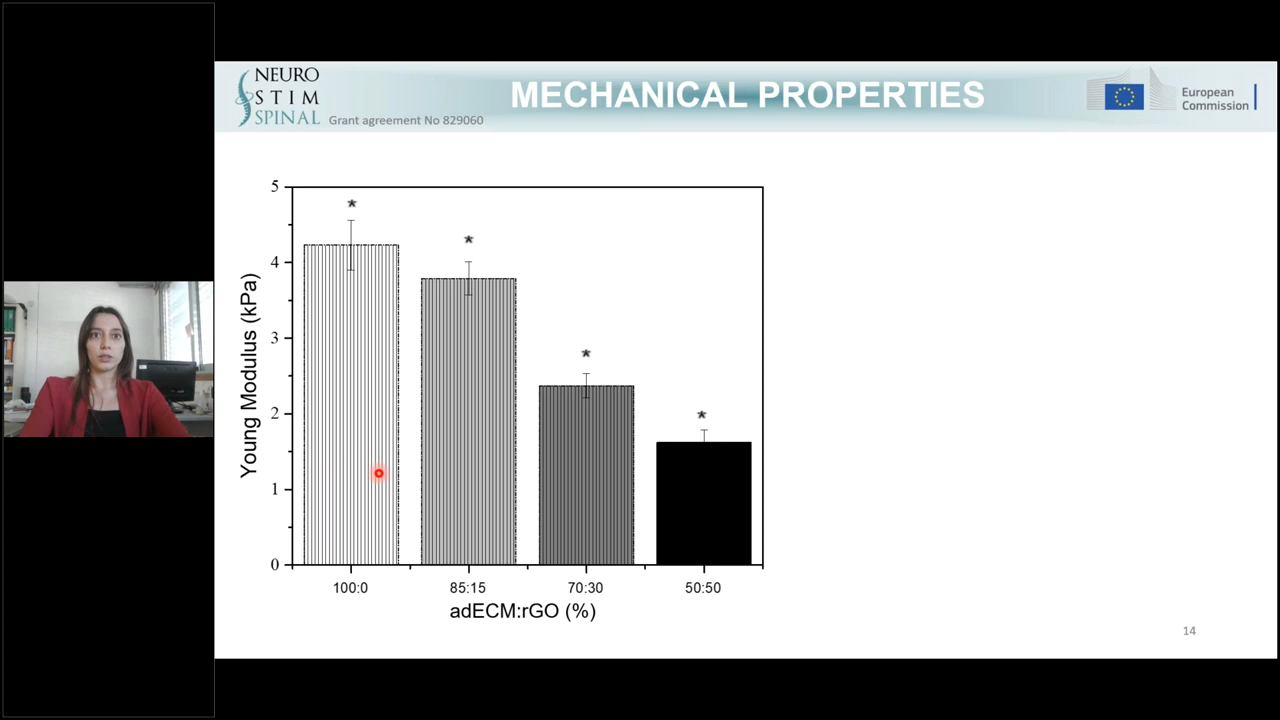 NEURO
STIM
SPINAL
Grant agreement No 829060
MECHANICAL PROPERTIES
European
Commission
5
4
3
2
1
0
Young Modulus (kPa)
*
*
*
*
100:0
85:15
70:30
50:50
adECM:rGO (%)
14